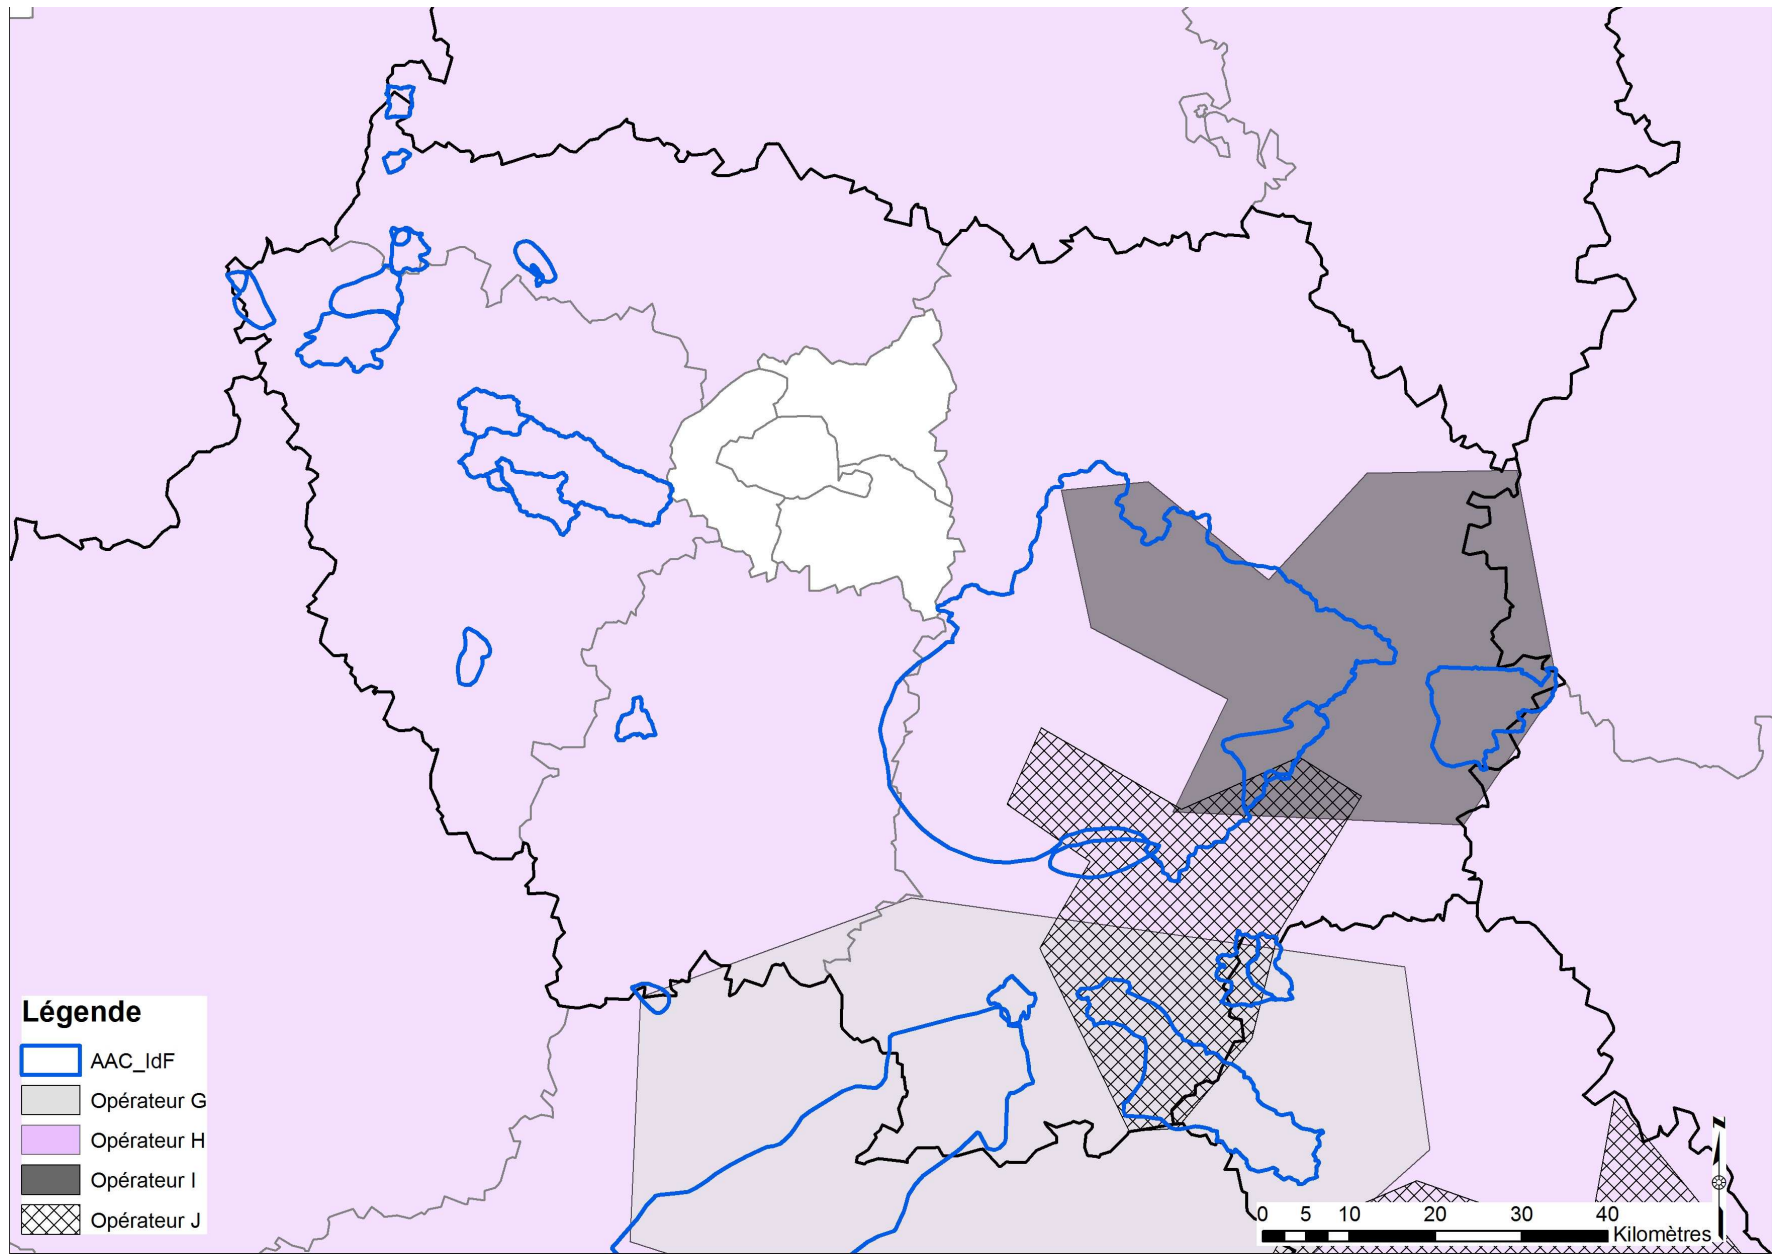 Légende
AAC_IdF
Opérateur G
Opérateur H
Opérateur I
Opérateur J
0 5 10 20 30 40
Kilomètres